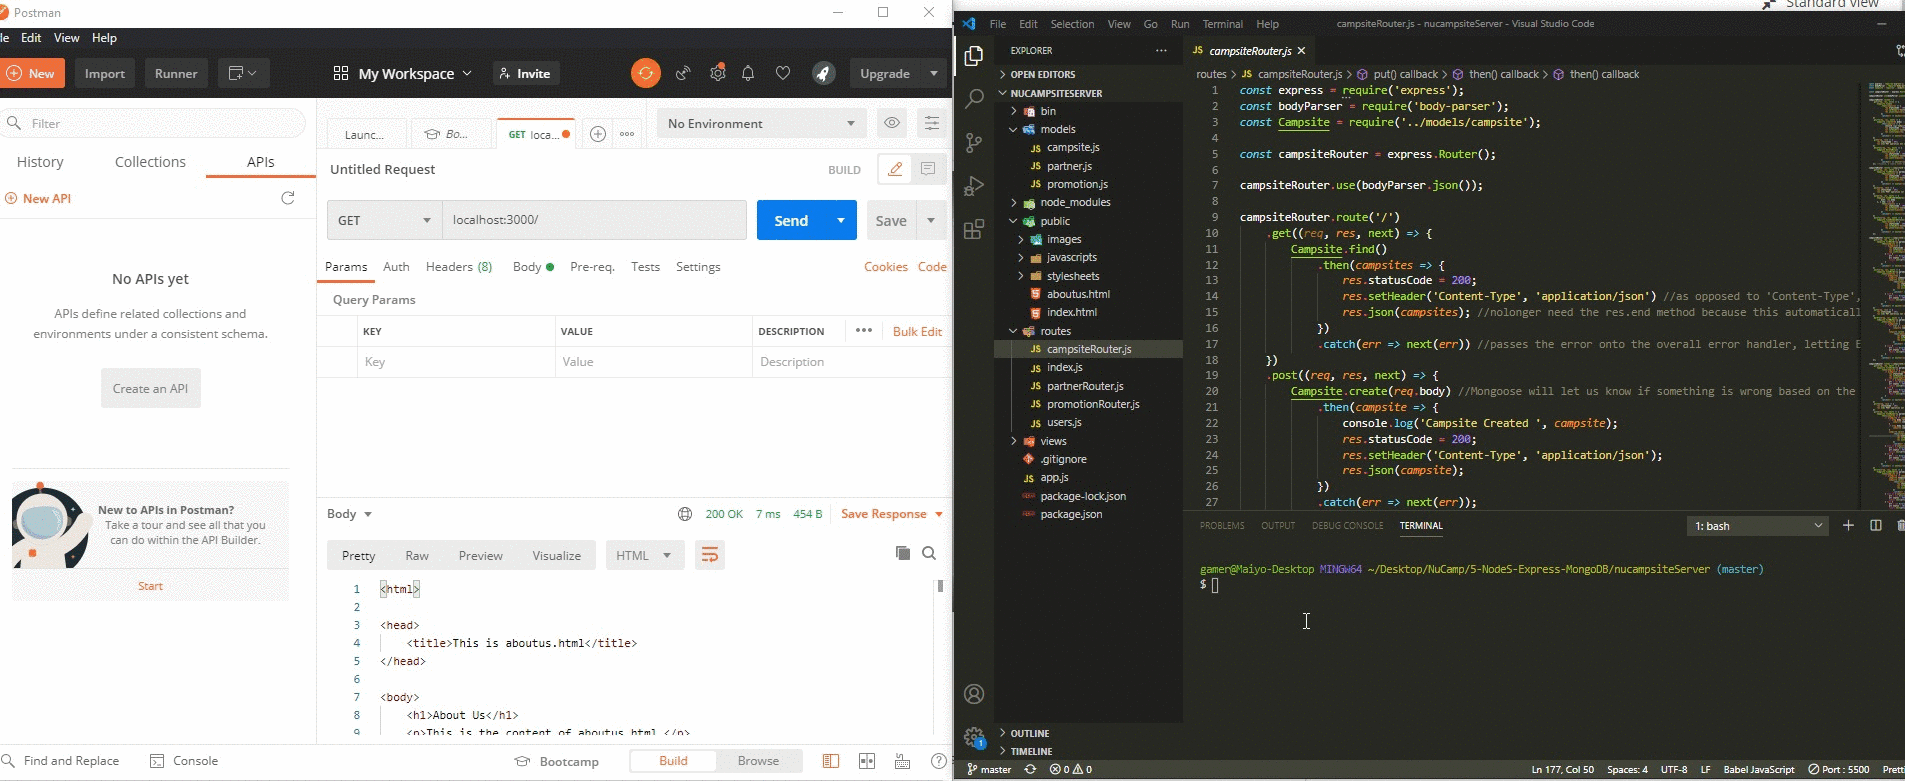 Postman
le Edit View Help
New Import Runner My Workspace Invite Upgrade
Filter
History Collections APIs
New API
No APIs yet
APIs define related collections and
environments under a consistent schema.
Create an API
New to APIs in Postman?
Take a tour and see all that you
can do within the API Builder.
Start
Launc... Bo... GET loca... No Environment
Untitled Request BUILD
GET localhost:3000/ Send Save
Params Auth Headers (8) Body Pre-req. Tests Settings Cookies Code
Query Params
KEY VALUE DESCRIPTION Bulk Edit
Key Value Description
Body 200 OK 7 ms 454 B Save Response
Pretty Raw Preview Visualize HTML
1 <html>
2
3 <head>
4 <title>This is aboutus.html</title>
5 </head>
6
7 <body>
8 <h1>About Us</h1>
9 <p>This is the content of aboutus.html.</p>
Find and Replace Console Bootcamp Build Browse
Standard view
File Edit Selection View Go Run Terminal Help campsiteRouter.js - nucampsiteServer - Visual Studio Code
EXPLORER
OPEN EDITORS
NUCAMPSITESERVER
bin
models
campsite.js
partner.js
promotion.js
node_modules
public
images
javascripts
stylesheets
aboutus.html
index.html
routes
campsiteRouter.js
index.js
partnerRouter.js
promotionRouter.js
users.js
views
.gitignore
app.js
package-lock.json
package.json
OUTLINE
TIMELINE
JS campsiteRouter.js
routes > JS campsiteRouter.js > put() callback > then() callback > then() callback
1 const express = require('express');
2 const bodyParser = require('body-parser');
3 const Campsite = require('../models/campsite');
4
5 const campsiteRouter = express.Router();
6
7 campsiteRouter.use(bodyParser.json());
8
9 campsiteRouter.route('/')
10 .get((req, res, next) => {
11 Campsite.find()
12 .then(campsites => {
13 res.statusCode = 200;
14 res.setHeader('Content-Type', 'application/json') //as opposed to 'Content-Type',
15 res.json(campsites); //nolonger need the res.end method because this automaticall
16 })
17 .catch(err => next(err)) //passes the error onto the overall error handler, letting E
18 })
19 .post((req, res, next) => {
20 Campsite.create(req.body) //Mongoose will let us know if something is wrong based on the
21 .then(campsite => {
22 console.log('Campsite Created ', campsite);
23 res.statusCode = 200;
24 res.setHeader('Content-Type', 'application/json');
25 res.json(campsite);
26 })
27 .catch(err => next(err));
PROBLEMS OUTPUT DEBUG CONSOLE TERMINAL 1: bash
gamer@Maiyo-Desktop MINGW64 ~/Desktop/NuCamp/5-NodeS-Express-MongoDB/nucampsiteServer (master)
$
1
master 0 0 Ln 177, Col 50 Spaces: 4 UTF-8 LF Babel JavaScript Port : 5500 Pretti